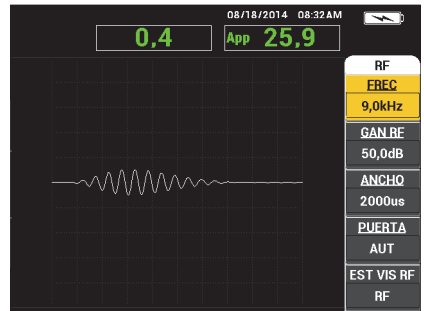 08/18/2014 08:32AM
0,4
App 25,9
RF
FREC
9,0kHz
GAN RF
50,0dB
ANCHO
2000us
PUERTA
AUT
EST VIS RF
RF